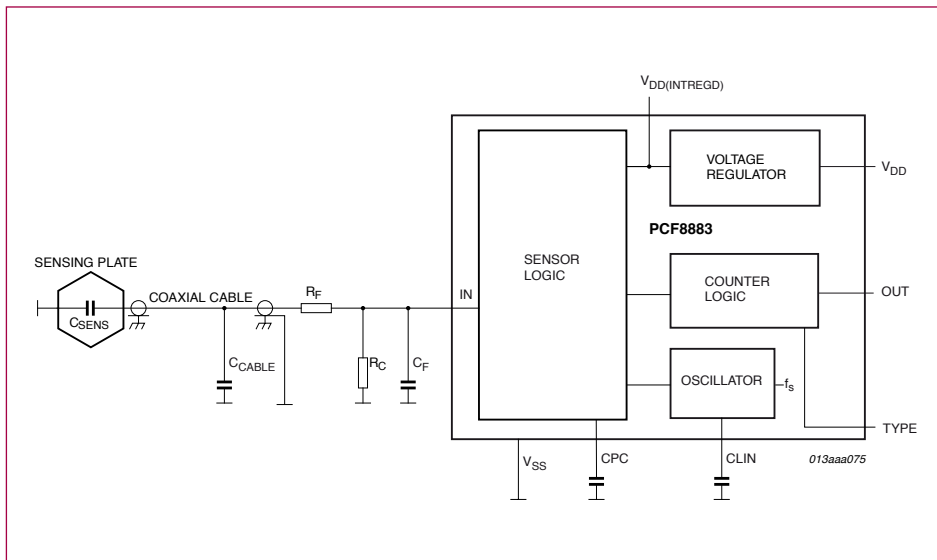 VDD(INTREGD)
VOLTAGE
REGULATOR
VDD
PCF8883
SENSING PLATE
SENSOR
LOGIC
COUNTER
LOGIC
COAXIAL CABLE
RF
IN
OUT
CSENS
CCABLE
RC
CF
OSCILLATOR
fs
TYPE
VSS
CPC
CLIN
013aaa075